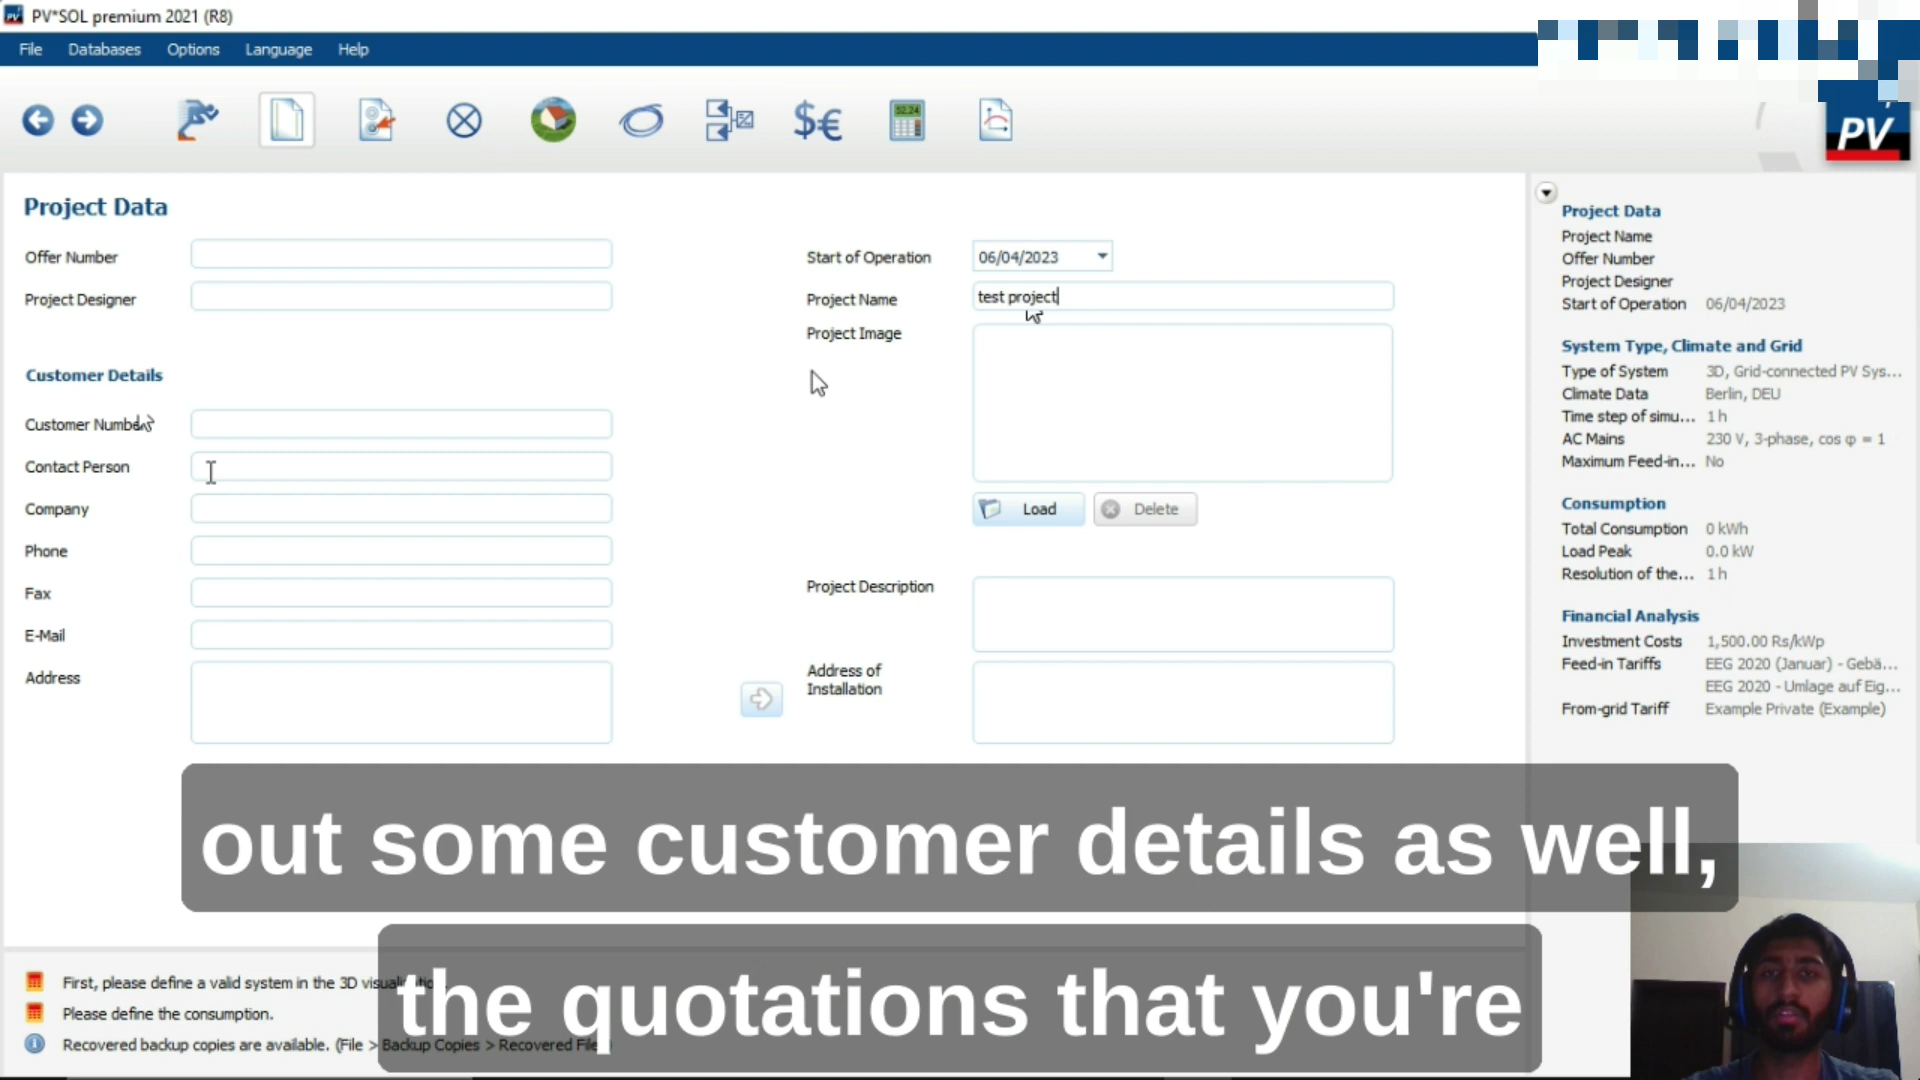 PV*SOL premium 2021 (R8)
File Databases Options Language Help
$€
52.24
PV
Project Data
Offer Number
Project Designer
Start of Operation 06/04/2023
Project Name test project
Project Image
Customer Details
Customer Number
Contact Person
Company
Phone
Fax
E-Mail
Address
Load Delete
Project Description
Address of
Installation
Project Data
Project Name
Offer Number
Project Designer
Start of Operation 06/04/2023
System Type, Climate and Grid
Type of System 3D, Grid-connected PV Sys...
Climate Data Berlin, DEU
Time step of simu... 1 h
AC Mains 230 V, 3-phase, cos φ = 1
Maximum Feed-in... No
Consumption
Total Consumption 0 kWh
Load Peak 0.0 kW
Resolution of the... 1 h
Financial Analysis
Investment Costs 1,500.00 Rs/kWp
Feed-in Tariffs EEG 2020 (Januar) - Gebä...
EEG 2020 - Umlage auf Eig...
From-grid Tariff Example Private (Example)
out some customer details as well,
the quotations that you're
First, please define a valid system in the 3D
Please define the consumption.
Recovered backup copies are available. (File > Backup Copies > Recovered File